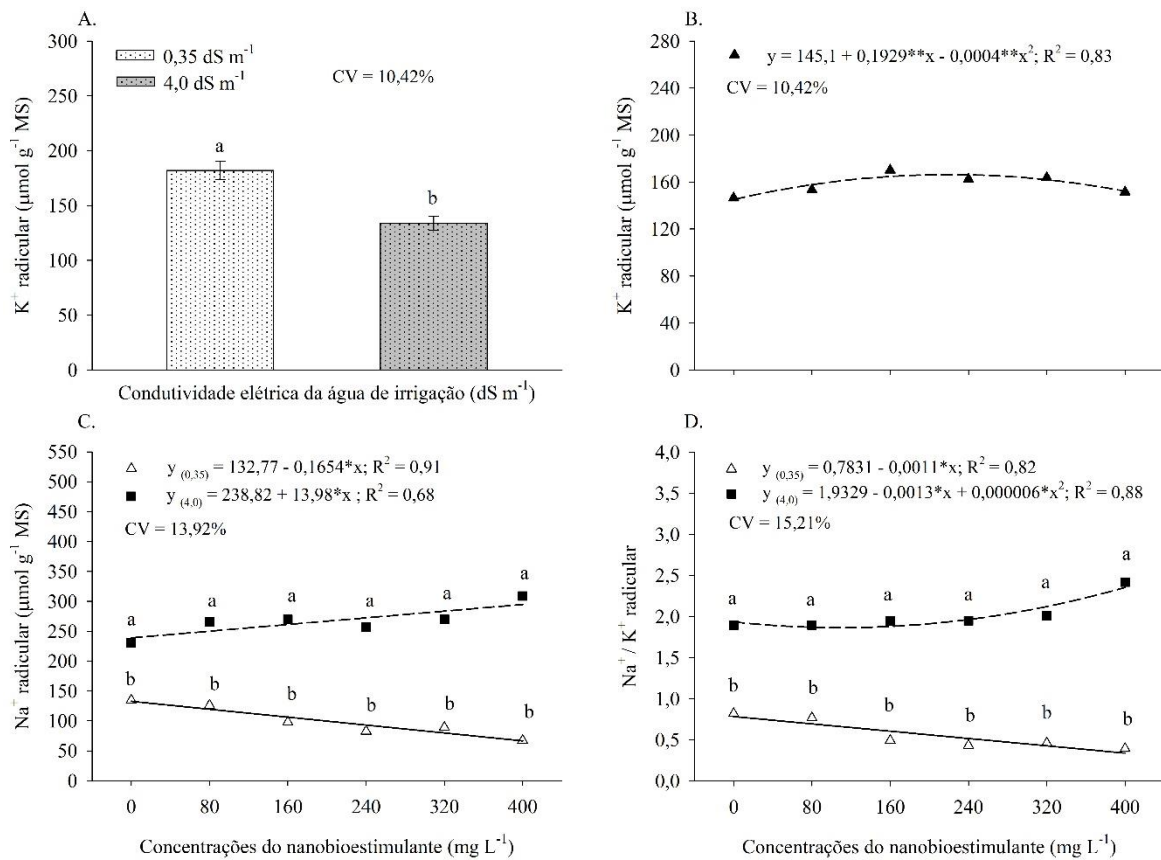 A.
K⁺ radicular (µmol g⁻¹ MS)
300
250
200
150
100
50
0
0,35 dS m⁻¹
4,0 dS m⁻¹
CV = 10,42%
a
b
Condutividade elétrica da água de irrigação (dS m⁻¹)
B.
K⁺ radicular (µmol g⁻¹ MS)
280
240
200
160
120
80
40
0
y = 145,1 + 0,1929**x - 0,0004**x²; R² = 0,83
CV = 10,42%
C.
Na⁺ radicular (µmol g⁻¹ MS)
550
500
450
400
350
300
250
200
150
100
50
0
y (0,35) = 132,77 - 0,1654*x; R² = 0,91
y (4,0) = 238,82 + 13,98*x ; R² = 0,68
CV = 13,92%
a a a a a a
b b b b b b
0 80 160 240 320 400
Concentrações do nanobioestimulante (mg L⁻¹)
D.
Na⁺ / K⁺ radicular
4,0
3,5
3,0
2,5
2,0
1,5
1,0
0,5
0,0
y (0,35) = 0,7831 - 0,0011*x; R² = 0,82
y (4,0) = 1,9329 - 0,0013*x + 0,000006*x²; R² = 0,88
CV = 15,21%
a a a a a a
b b b b b b
0 80 160 240 320 400
Concentrações do nanobioestimulante (mg L⁻¹)